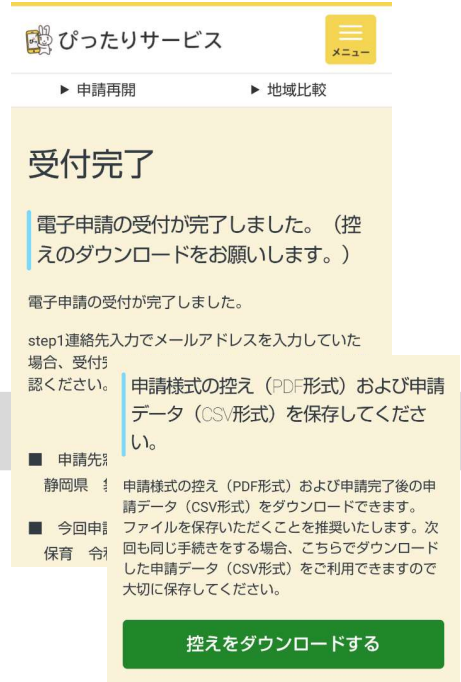 ぴったりサービス
メニュー
▶ 申請再開
▶ 地域比較
受付完了
電子申請の受付が完了しました。（控
えのダウンロードをお願いします。）
電子申請の受付が完了しました。
step1連絡先入力でメールアドレスを入力していた
場合、受付
認ください。
■ 申請先
静岡県
■ 今回申
保育
申請様式の控え（PDF形式）および申請
データ（CSV形式）を保存してくださ
い。
申請様式の控え（PDF形式）および申請完了後の申
請データ（CSV形式）をダウンロードできます。
ファイルを保存いただくことを推奨いたします。次
回も同じ手続きをする場合、こちらでダウンロード
した申請データ（CSV形式）をご利用できますので
大切に保存してください。
控えをダウンロードする